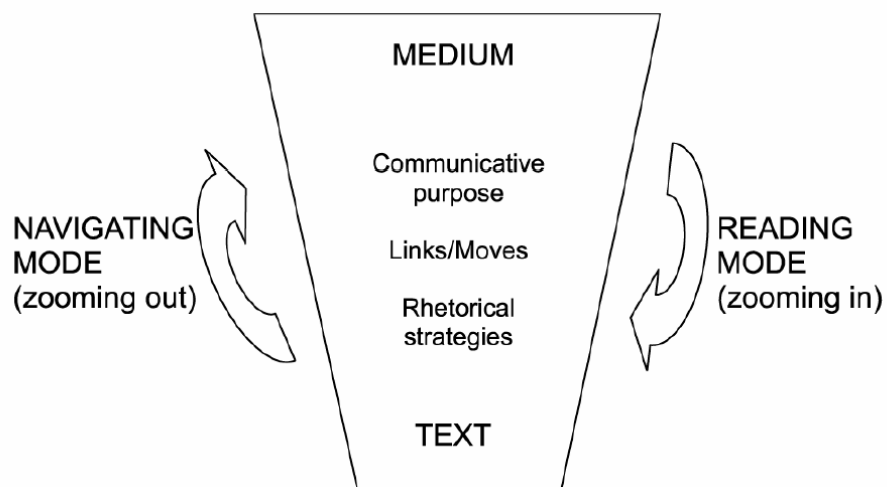 MEDIUM
Communicative
purpose
Links/Moves
Rhetorical
strategies
TEXT
NAVIGATING
MODE
(zooming out)
READING
MODE
(zooming in)